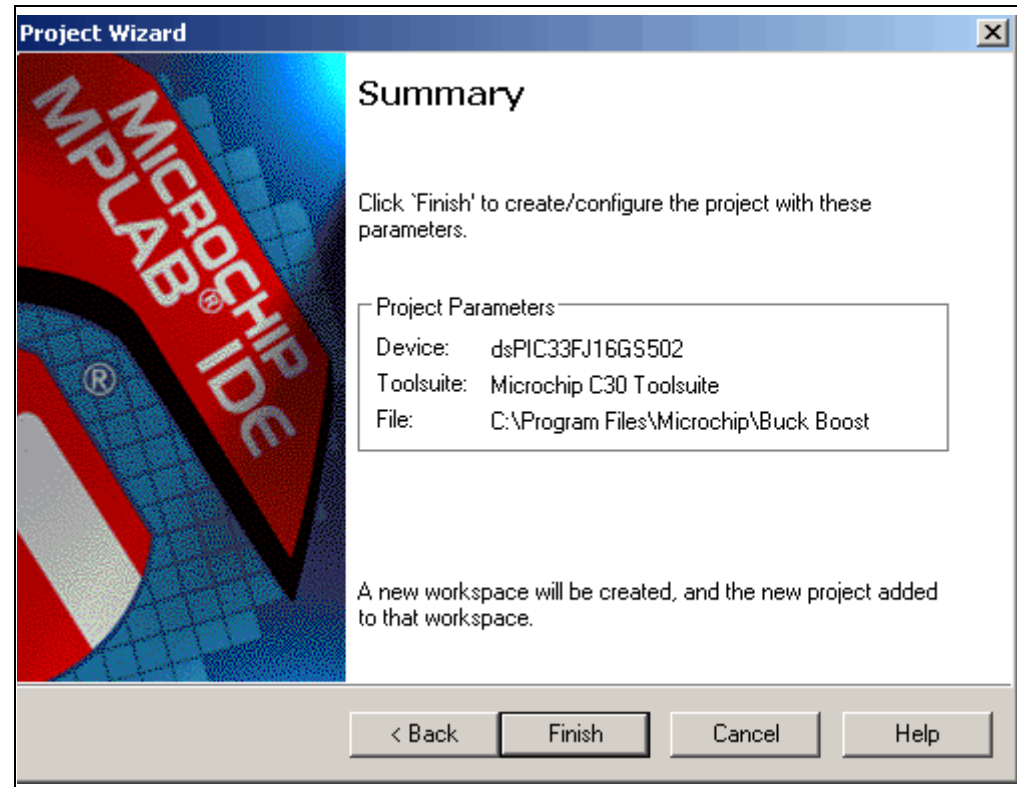 Project Wizard
MICROCHIP
MPLAB® IDE
®
Summary
Click `Finish' to create/configure the project with these
parameters.
Project Parameters
Device: dsPIC33FJ16GS502
Toolsuite: Microchip C30 Toolsuite
File: C:\Program Files\Microchip\Buck Boost
A new workspace will be created, and the new project added
to that workspace.
< Back Finish Cancel Help